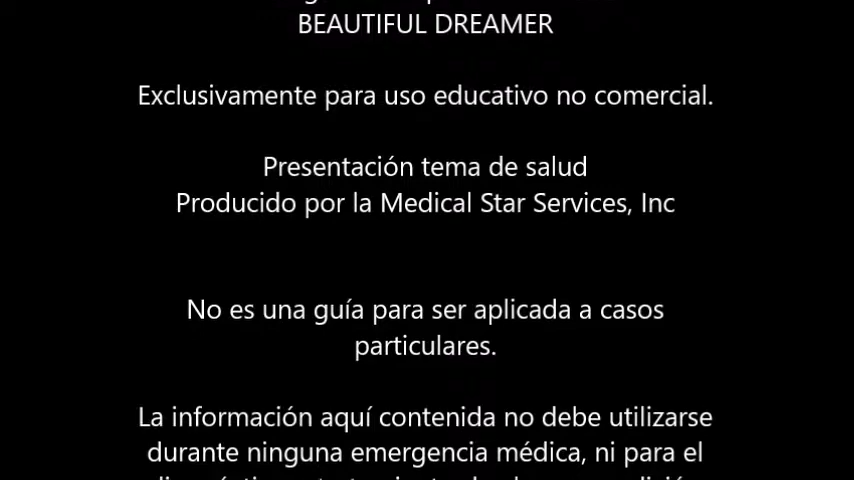 BEAUTIFUL DREAMER
Exclusivamente para uso educativo no comercial.
Presentación tema de salud
Producido por la Medical Star Services, Inc
No es una guía para ser aplicada a casos
particulares.
La información aquí contenida no debe utilizarse
durante ninguna emergencia médica, ni para el